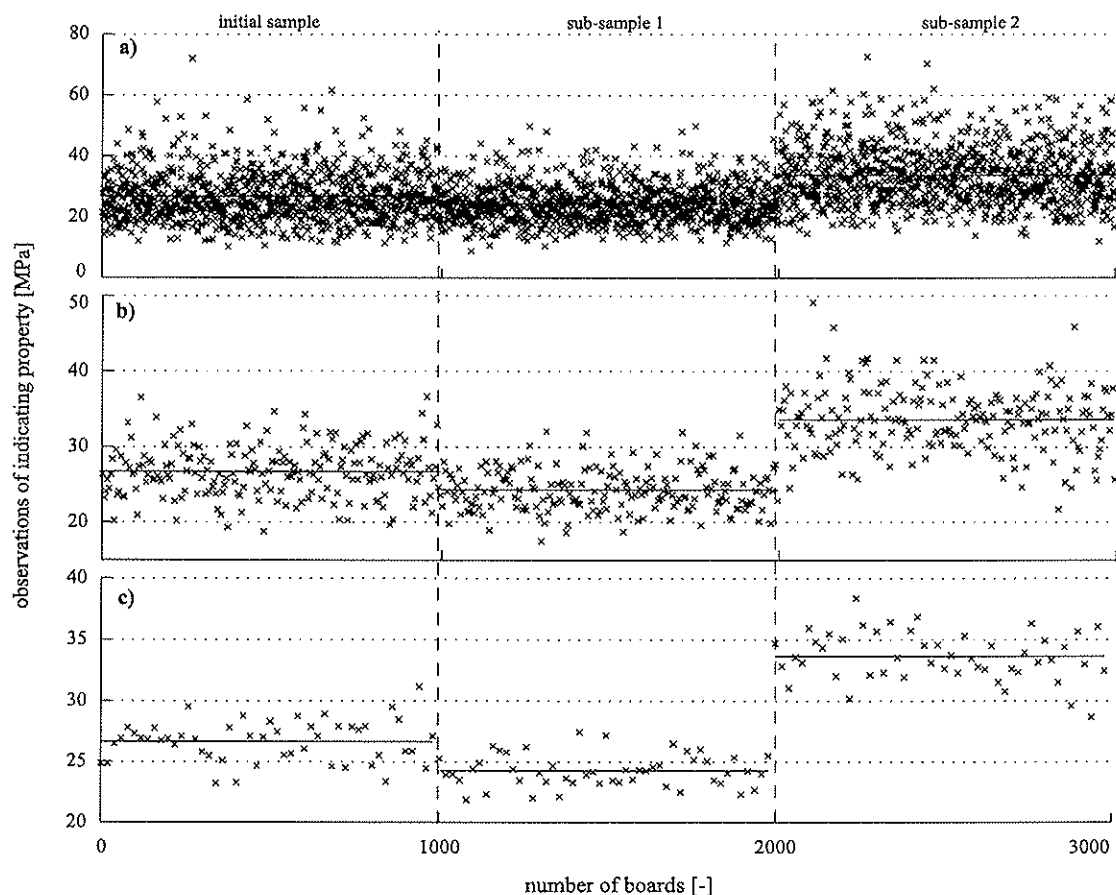 initial sample
sub-sample 1
sub-sample 2
a)
80
60
40
30
20
0
b)
50
40
30
20
c)
40
35
30
25
20
0
1000
2000
3000
observations of indicating property [MPa]
number of boards [-]